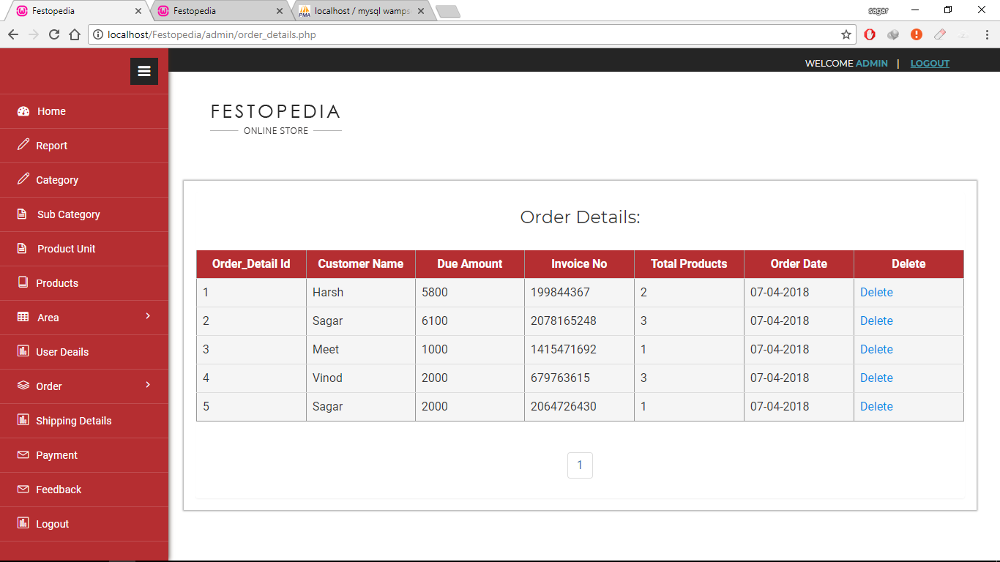 Festopedia
Festopedia
localhost / mysql wamps
sagar
localhost/Festopedia/admin/order_details.php
WELCOME ADMIN | LOGOUT
Home
Report
Category
Sub Category
Product Unit
Products
Area
User Deails
Order
Shipping Details
Payment
Feedback
Logout
FESTOPEDIA
ONLINE STORE
Order Details:
Order_Detail Id Customer Name Due Amount Invoice No Total Products Order Date Delete
1 Harsh 5800 199844367 2 07-04-2018 Delete
2 Sagar 6100 2078165248 3 07-04-2018 Delete
3 Meet 1000 1415471692 1 07-04-2018 Delete
4 Vinod 2000 679763615 3 07-04-2018 Delete
5 Sagar 2000 2064726430 1 07-04-2018 Delete
1